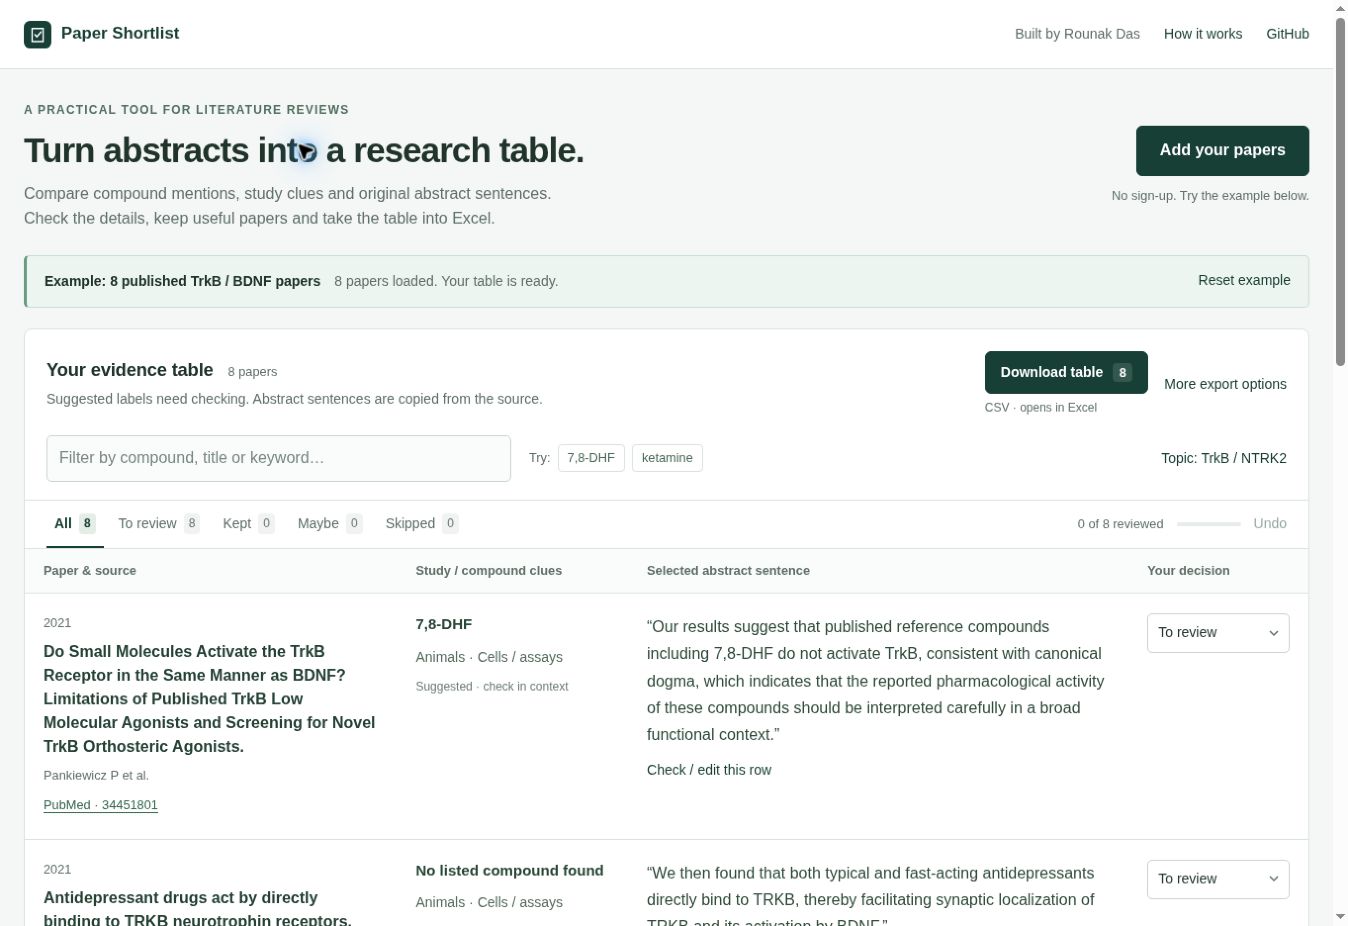 Paper Shortlist
Built by Rounak Das
How it works
GitHub
A PRACTICAL TOOL FOR LITERATURE REVIEWS
Turn abstracts into a research table.
Compare compound mentions, study clues and original abstract sentences.
Check the details, keep useful papers and take the table into Excel.
Add your papers
No sign-up. Try the example below.
Example: 8 published TrkB / BDNF papers
8 papers loaded. Your table is ready.
Reset example
Your evidence table
8 papers
Suggested labels need checking. Abstract sentences are copied from the source.
Download table 8
CSV · opens in Excel
More export options
Filter by compound, title or keyword…
Try:
7,8-DHF
ketamine
Topic: TrkB / NTRK2
All 8
To review 8
Kept 0
Maybe 0
Skipped 0
0 of 8 reviewed
Undo
Paper & source
Study / compound clues
Selected abstract sentence
Your decision
2021
Do Small Molecules Activate the TrkB
Receptor in the Same Manner as BDNF?
Limitations of Published TrkB Low
Molecular Agonists and Screening for Novel
TrkB Orthosteric Agonists.
Pankiewicz P et al.
PubMed · 34451801
7,8-DHF
Animals · Cells / assays
Suggested · check in context
“Our results suggest that published reference compounds
including 7,8-DHF do not activate TrkB, consistent with canonical
dogma, which indicates that the reported pharmacological activity
of these compounds should be interpreted carefully in a broad
functional context.”
Check / edit this row
To review
2021
Antidepressant drugs act by directly
binding to TRKB neurotrophin receptors.
No listed compound found
Animals · Cells / assays
“We then found that both typical and fast-acting antidepressants
directly bind to TRKB, thereby facilitating synaptic localization of
TRKB and its activation by BDNF.”
To review